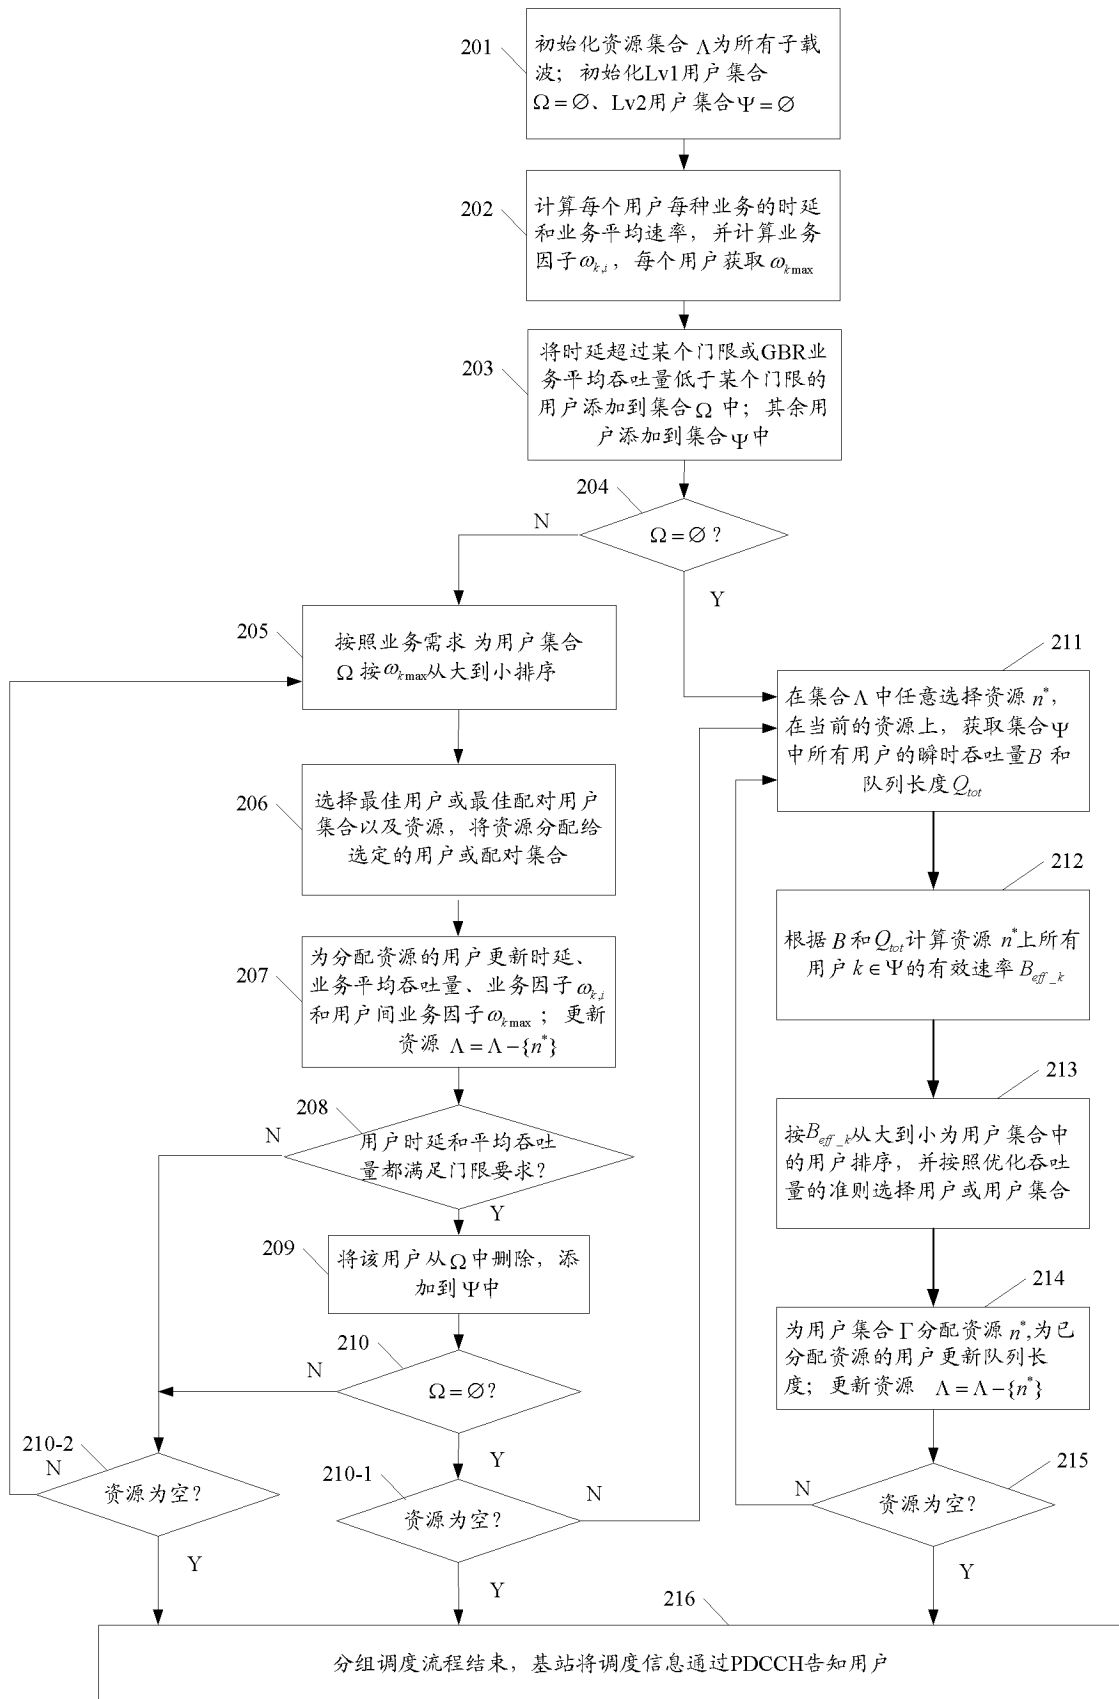 201
初始化资源集合 Λ为所有子载
波；初始化Lv1用户集合
Ω=∅、Lv2用户集合Ψ=∅
202
计算每个用户每种业务的时延
和业务平均速率，并计算业务
因子ω_{k,i}，每个用户获取ω_{kmax}
203
将时延超过某个门限或GBR业
务平均吞吐量低于某个门限的
用户添加到集合Ω中；其余用
户添加到集合Ψ中
204
Ω=∅?
N
Y
205
按照业务需求 为用户集合
Ω按ω_{kmax}从大到小排序
206
选择最佳用户或最佳配对用户
集合以及资源，将资源分配给
选定的用户或配对集合
207
为分配资源的用户更新时延、
业务平均吞吐量、业务因子ω_{k,i}
和用户间业务因子ω_{kmax}；更新
资源 Λ=Λ-{n*}
208
用户时延和平均吞吐
量都满足门限要求?
N
Y
209
将该用户从Ω中删除，添
加到Ψ中
210
Ω=∅?
N
Y
210-2
资源为空?
N
Y
210-1
资源为空?
N
Y
211
在集合Λ中任意选择资源n*,
在当前的资源上，获取集合Ψ
中所有用户的瞬时吞吐量B 和
队列长度Q_{tot}
212
根据B和Q_{tot}计算资源 n*上所有
用户k∈Ψ的有效速率B_{eff_k}
213
按B_{eff_k}从大到小为用户集合中
的用户排序，并按照优化吞吐
量的准则选择用户或用户集合
214
为用户集合Γ分配资源n*,为已
分配资源的用户更新队列长
度；更新资源 Λ=Λ-{n*}
215
资源为空?
N
Y
216
分组调度流程结束，基站将调度信息通过PDCCH告知用户